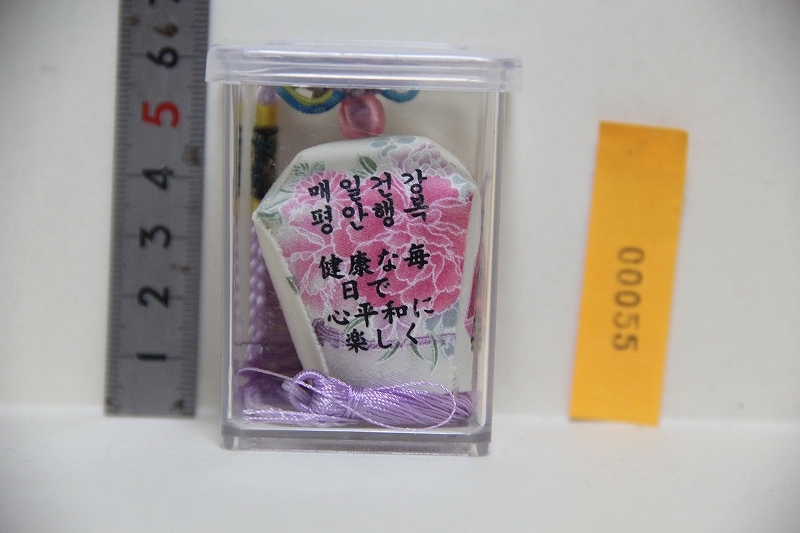 1 2 3 4 5 6 7
매일건강
평안행복
健康な毎
日で
心平和に
楽しく
00055